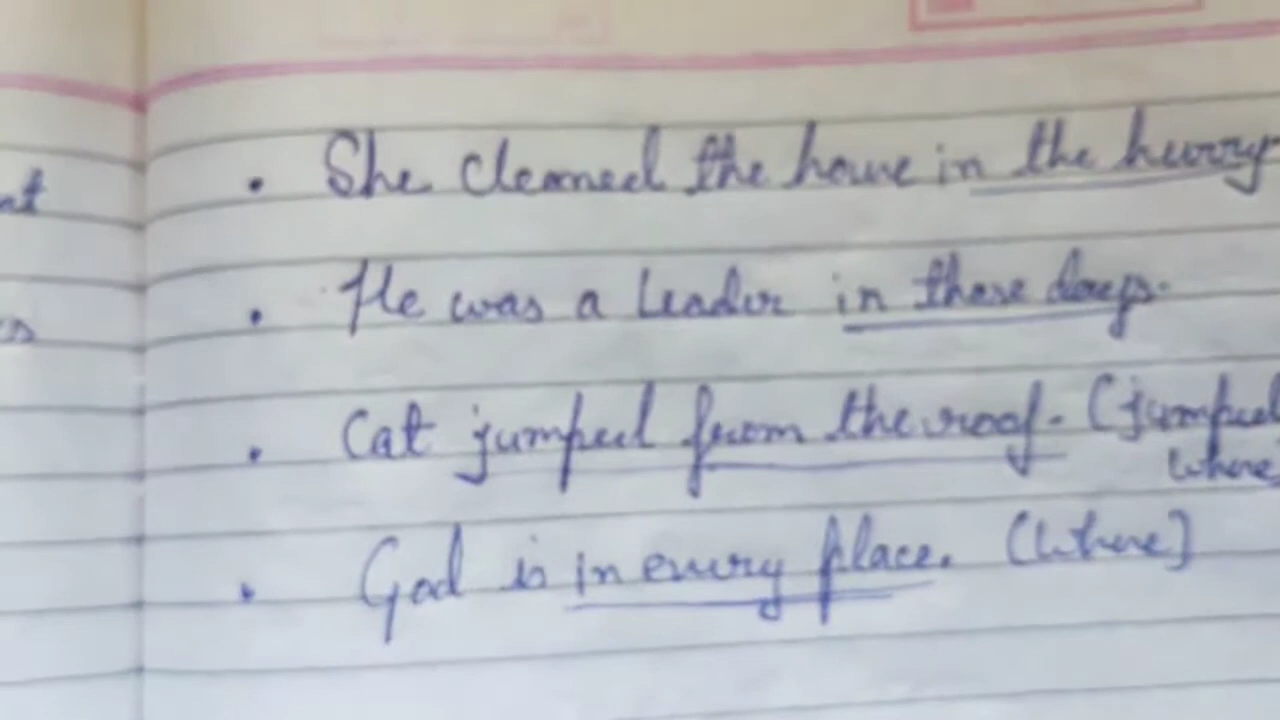 • She cleaned the house in the hurry
• He was a leader in those days.
• Cat jumped from the roof. (jumped
where
• God is in every place. (Where]